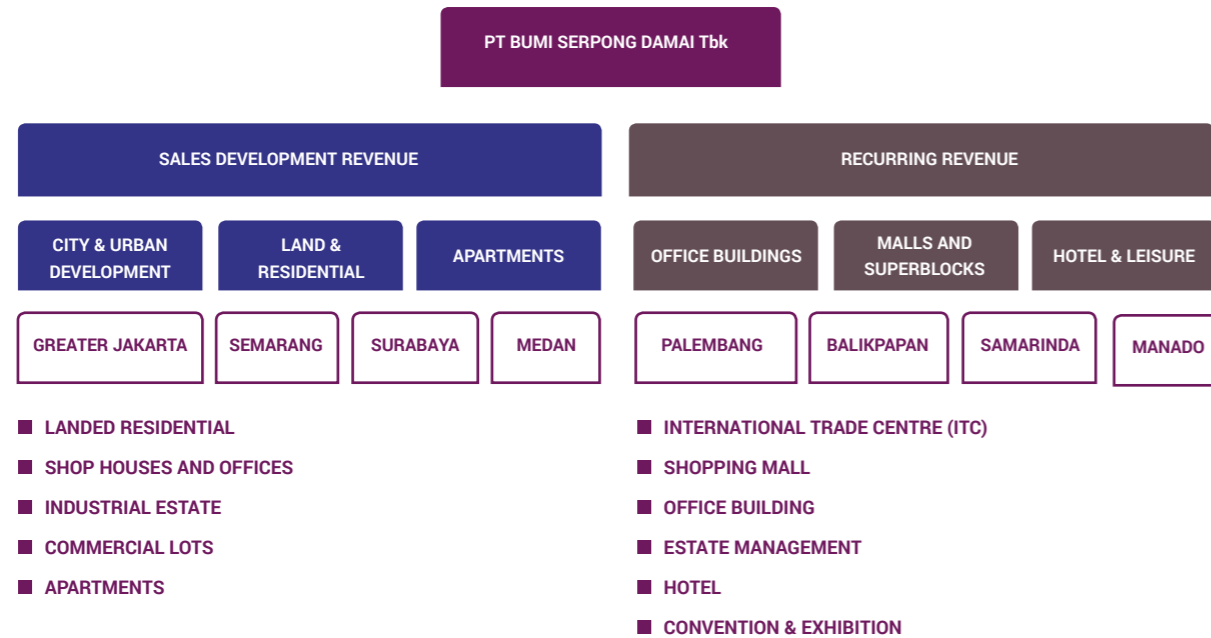 PT BUMI SERPONG DAMAI Tbk
SALES DEVELOPMENT REVENUE
RECURRING REVENUE
CITY & URBAN
DEVELOPMENT
LAND &
RESIDENTIAL
APARTMENTS
OFFICE BUILDINGS
MALLS AND
SUPERBLOCKS
HOTEL & LEISURE
GREATER JAKARTA
SEMARANG
SURABAYA
MEDAN
PALEMBANG
BALIKPAPAN
SAMARINDA
MANADO
LANDED RESIDENTIAL
SHOP HOUSES AND OFFICES
INDUSTRIAL ESTATE
COMMERCIAL LOTS
APARTMENTS
INTERNATIONAL TRADE CENTRE (ITC)
SHOPPING MALL
OFFICE BUILDING
ESTATE MANAGEMENT
HOTEL
CONVENTION & EXHIBITION